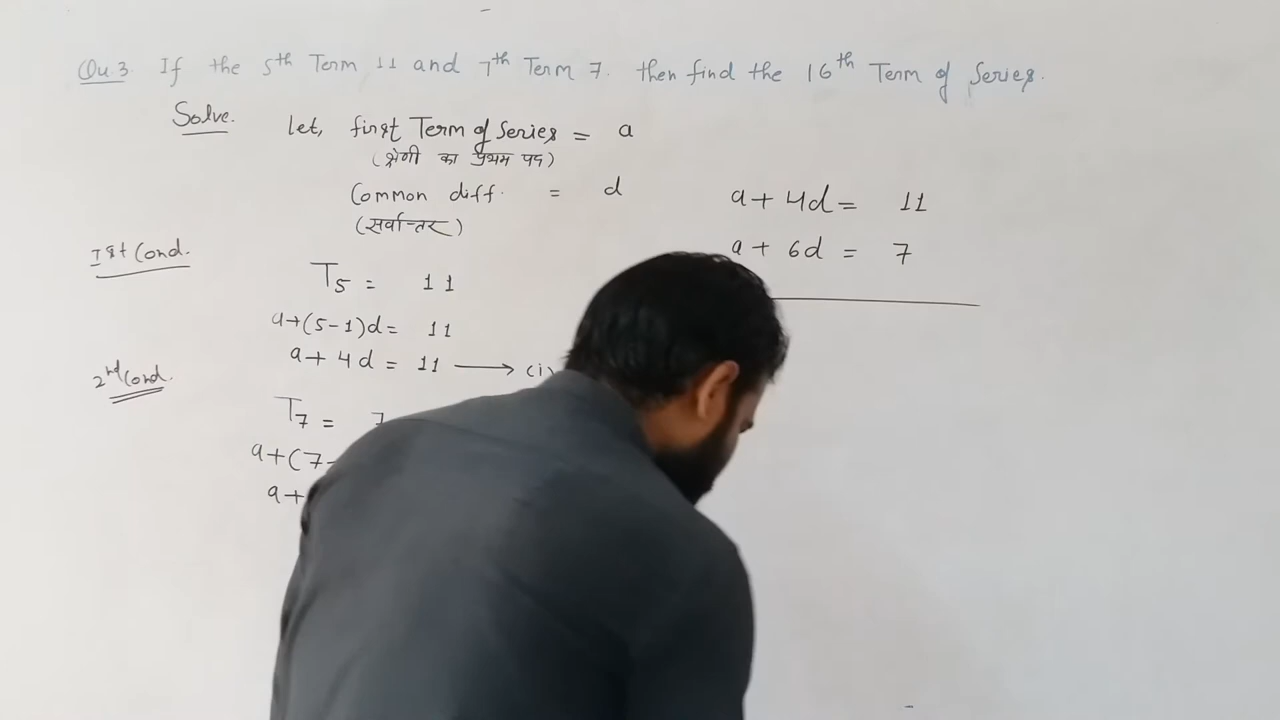 Qu.3. If the 5th Term 11 and 7th Term 7. then find the 16th Term of Series.
Solve. let, first Term of Series = a
(श्रेणी का प्रथम पद)
Common diff. = d
(सर्वान्तर)
Ist Cond.
T5 = 11
a+(5-1)d = 11
a+ 4d = 11 → (i)
2nd Cond.
T7 = 7
a+(7-
a+
a+ 4d = 11
a + 6d = 7